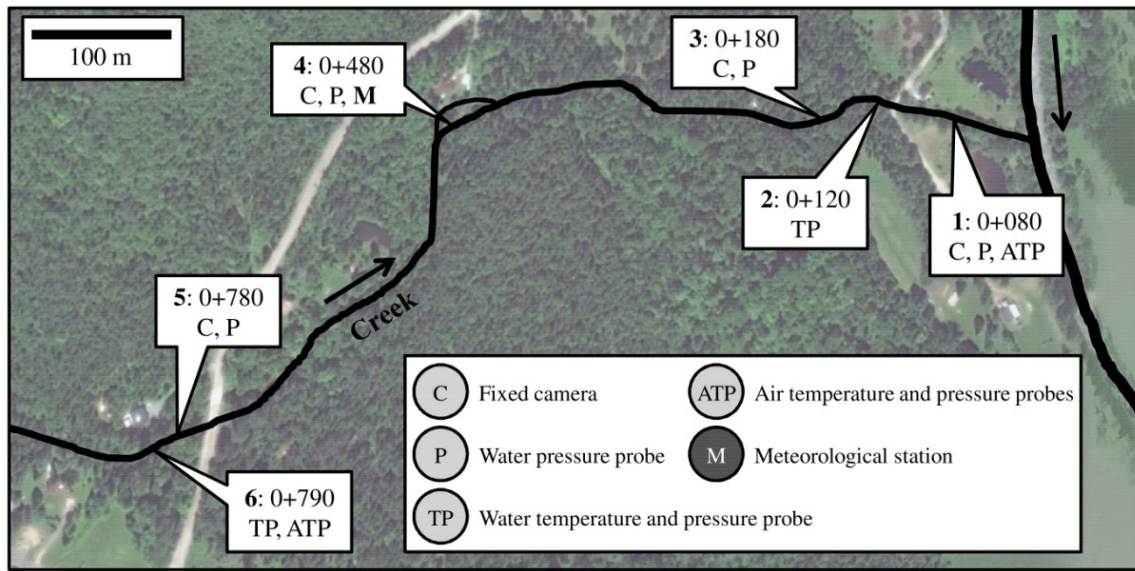 100 m
4: 0+480
C, P, M
3: 0+180
C, P
2: 0+120
TP
1: 0+080
C, P, ATP
5: 0+780
C, P
Creek
6: 0+790
TP, ATP
C Fixed camera
ATP Air temperature and pressure probes
P Water pressure probe
M Meteorological station
TP Water temperature and pressure probe